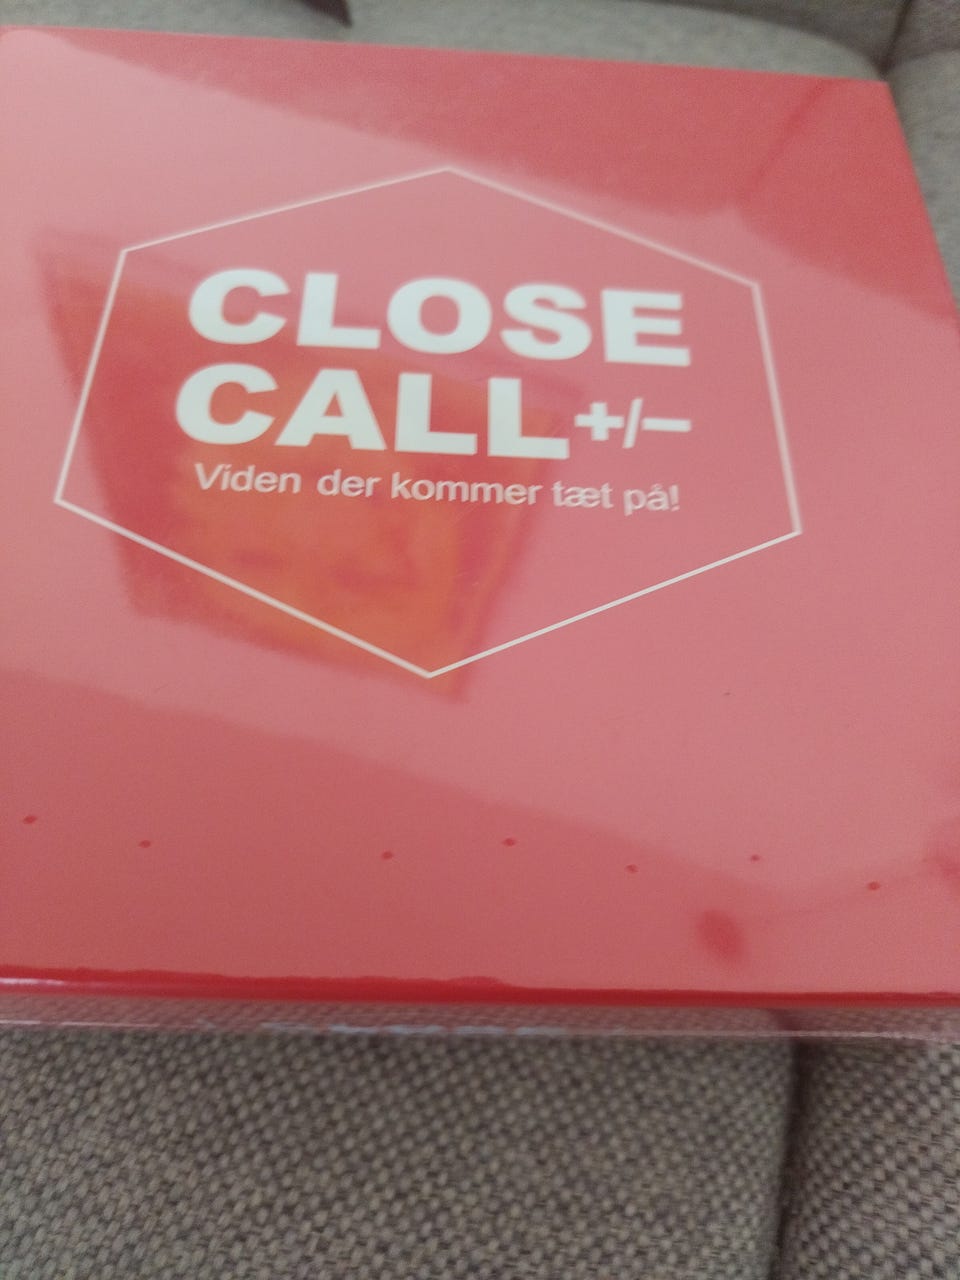 CLOSE
CALL +/−
Viden der kommer tæt på!